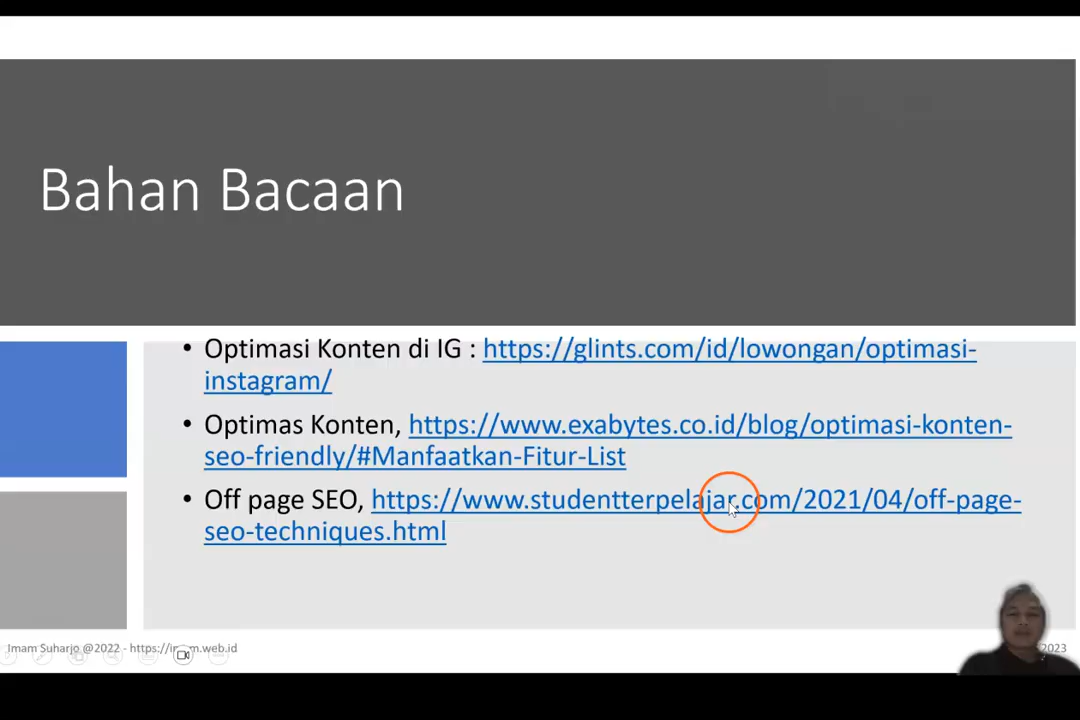 Bahan Bacaan
• Optimasi Konten di IG : https://glints.com/id/lowongan/optimasi-
instagram/
• Optimas Konten, https://www.exabytes.co.id/blog/optimasi-konten-
seo-friendly/#Manfaatkan-Fitur-List
• Off page SEO, https://www.studentterpelajar.com/2021/04/off-page-
seo-techniques.html
Imam Suharjo @2022 - https://imam.web.id
2023